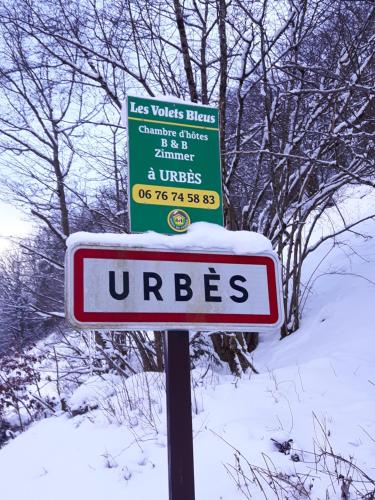 Les Volets Bleus
Chambre d'hôtes
B & B
Zimmer
à URBÈS
06 76 74 58 83
URBÈS